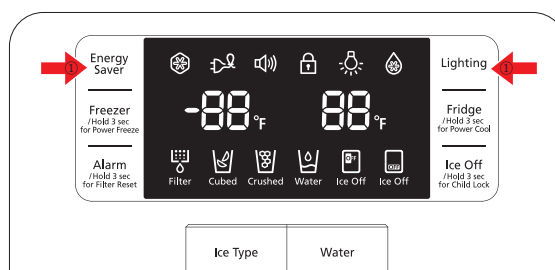 Energy
Saver
Lighting
①
①
-88°F
88°F
Freezer
/Hold 3 sec
for Power Freeze
Fridge
/Hold 3 sec
for Power Cool
Alarm
/Hold 3 sec
for Filter Reset
Filter
Cubed
Crushed
Water
OFF
Ice Off
OFF
Ice Off
Ice Off
/Hold 3 sec
for Child Lock
Ice Type
Water